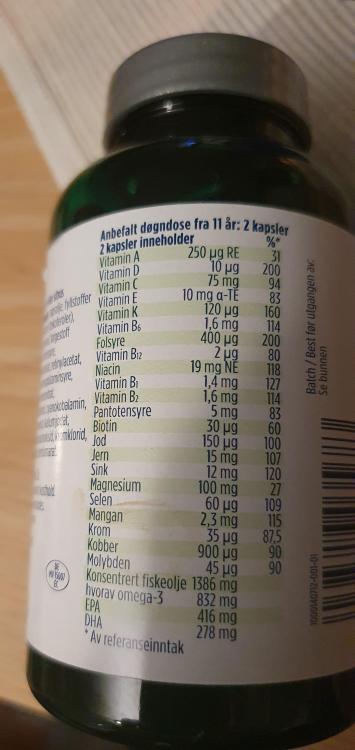 Anbefalt døgndose fra 11 år: 2 kapsler
2 kapsler inneholder %*
Vitamin A 250 µg RE 31
Vitamin D 10 µg 200
Vitamin C 75 mg 94
Vitamin E 10 mg α-TE 83
Vitamin K 120 µg 160
Vitamin B6 1,6 mg 114
Folsyre 400 µg 200
Vitamin B12 2 µg 80
Niacin 19 mg NE 118
Vitamin B1 1,4 mg 127
Vitamin B2 1,6 mg 114
Pantotensyre 5 mg 83
Biotin 30 µg 60
Jod 150 µg 100
Jern 15 mg 107
Sink 12 mg 120
Magnesium 100 mg 27
Selen 60 µg 109
Mangan 2,3 mg 115
Krom 35 µg 87,5
Kobber 900 µg 90
Molybden 45 µg 90
Konsentrert fiskeolje 1386 mg
hvorav omega-3 832 mg
EPA 416 mg
DHA 278 mg
* Av referanseinntak
Batch / Best før utgangen av:
Se bunnen
fyllstoffer